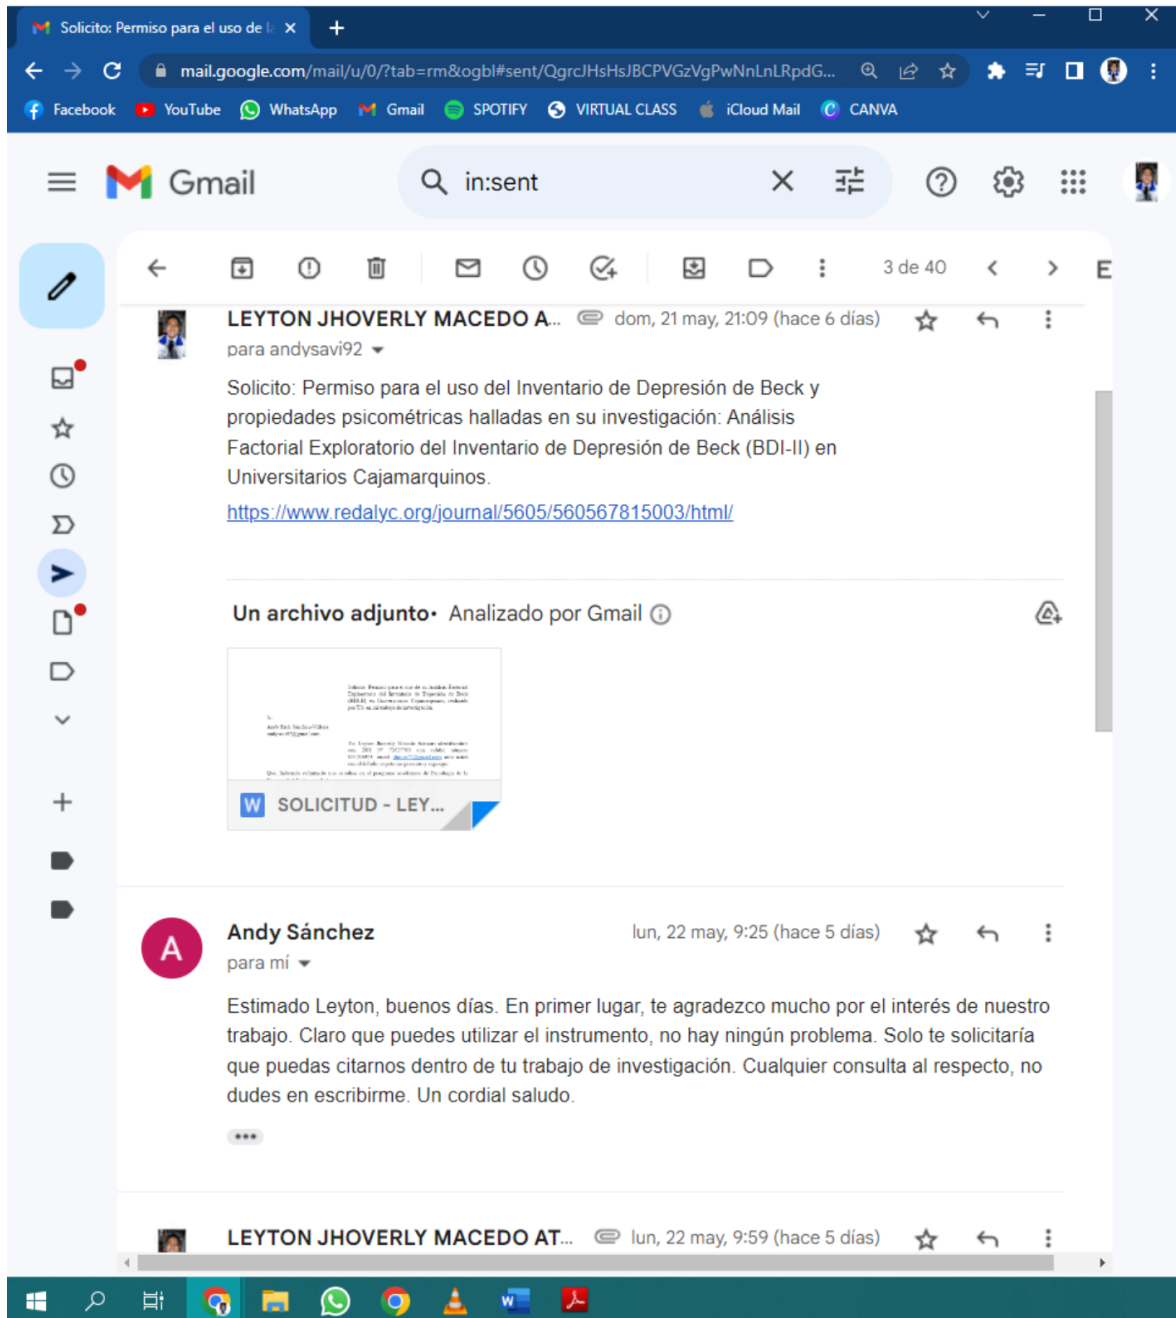 Solicito: Permiso para el uso de la
mail.google.com/mail/u/0/?tab=rm&ogbl#sent/QgrcJHsHsJBCPVGzVgPwNnLnLRpdG...
Facebook YouTube WhatsApp Gmail SPOTIFY VIRTUAL CLASS iCloud Mail CANVA
Gmail
in:sent
3 de 40
E
LEYTON JHOVERLY MACEDO A... dom, 21 may, 21:09 (hace 6 días)
para andysavi92
Solicito: Permiso para el uso del Inventario de Depresión de Beck y
propiedades psicométricas halladas en su investigación: Análisis
Factorial Exploratorio del Inventario de Depresión de Beck (BDI-II) en
Universitarios Cajamarquinos.
https://www.redalyc.org/journal/5605/560567815003/html/
Un archivo adjunto• Analizado por Gmail
W SOLICITUD - LEY...
A
Andy Sánchez lun, 22 may, 9:25 (hace 5 días)
para mí
Estimado Leyton, buenos días. En primer lugar, te agradezco mucho por el interés de nuestro
trabajo. Claro que puedes utilizar el instrumento, no hay ningún problema. Solo te solicitaría
que puedas citarnos dentro de tu trabajo de investigación. Cualquier consulta al respecto, no
dudes en escribirme. Un cordial saludo.
LEYTON JHOVERLY MACEDO AT... lun, 22 may, 9:59 (hace 5 días)